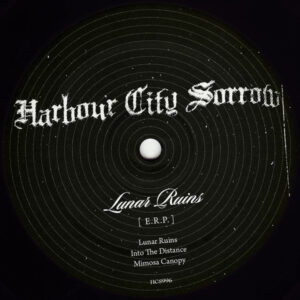 Harbour City Sorrow
Lunar Ruins
[ E.R.P. ]
Lunar Ruins
Into The Distance
Mimosa Canopy
HCS996